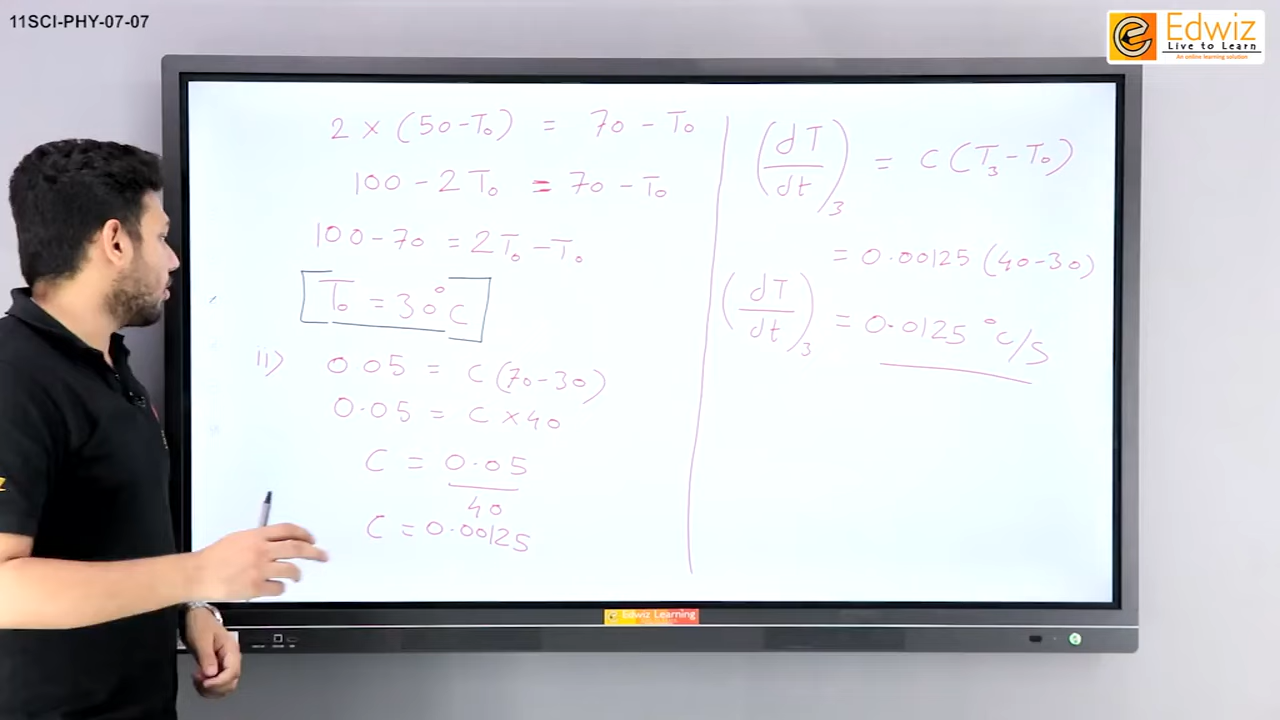 11SCI-PHY-07-07
Edwiz
Live to Learn
An online learning solution
2 × (50-T₀) = 70 - T₀
100 - 2T₀ = 70 - T₀
100-70 = 2T₀ - T₀
T₀ = 30°C
ii) 0.05 = C(70-30)
0.05 = C × 40
C = 0.05
40
C = 0.00125
(dT/dt)₃ = C(T₃-T₀)
= 0.00125 (40-30)
(dT/dt)₃ = 0.0125 °C/S
Edwiz Learning